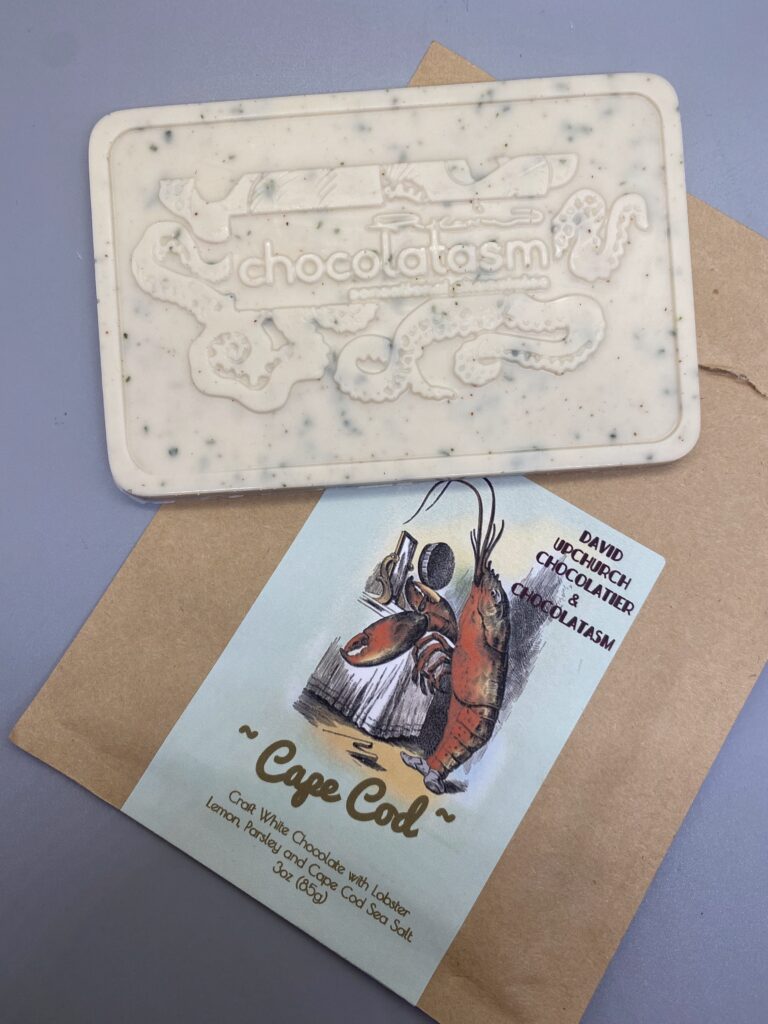 chocolatasm
DAVID
UPCHURCH
CHOCOLATIER
&
CHOCOLATASM
~ Cape Cod ~
Craft White Chocolate with Lobster
Lemon, Parsley and Cape Cod Sea Salt
3oz (85g)